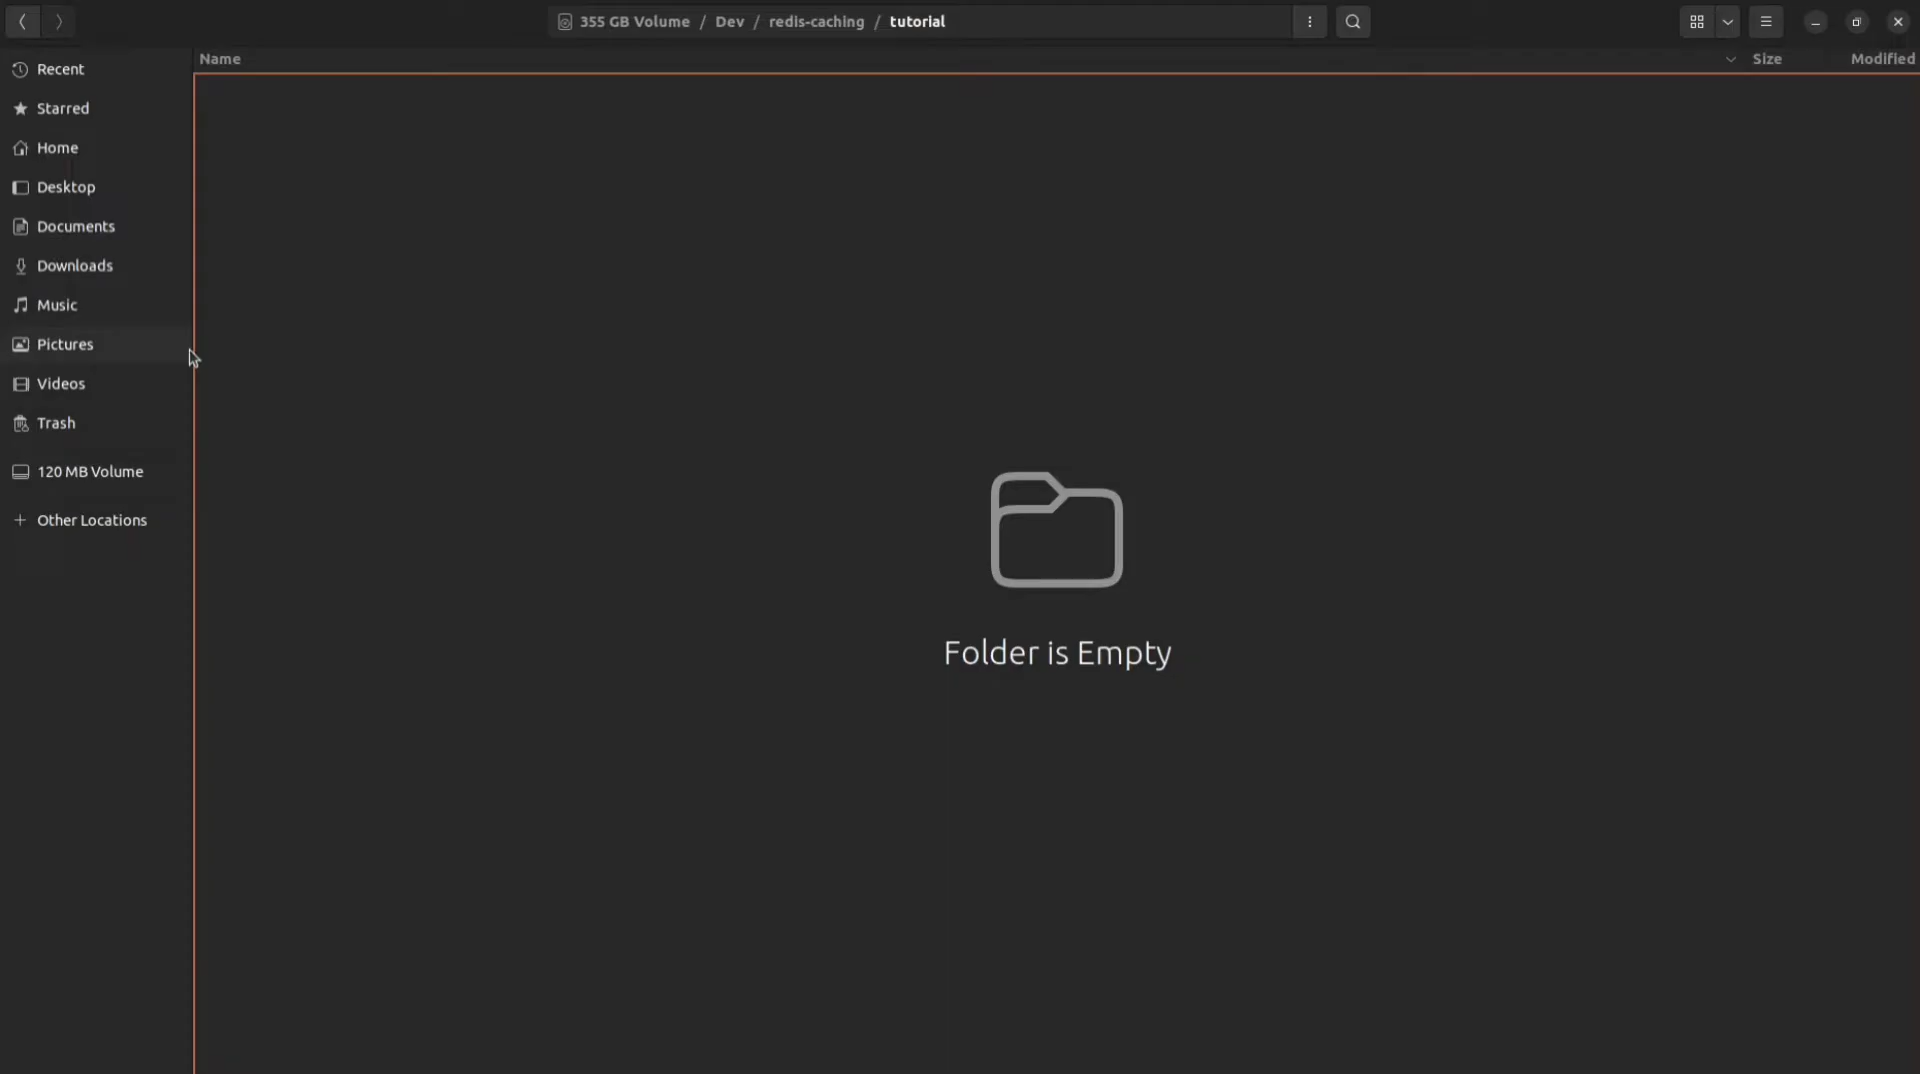 355 GB Volume / Dev / redis-caching / tutorial
Name Size Modified
Recent
Starred
Home
Desktop
Documents
Downloads
Music
Pictures
Videos
Trash
120 MB Volume
Other Locations
Folder is Empty